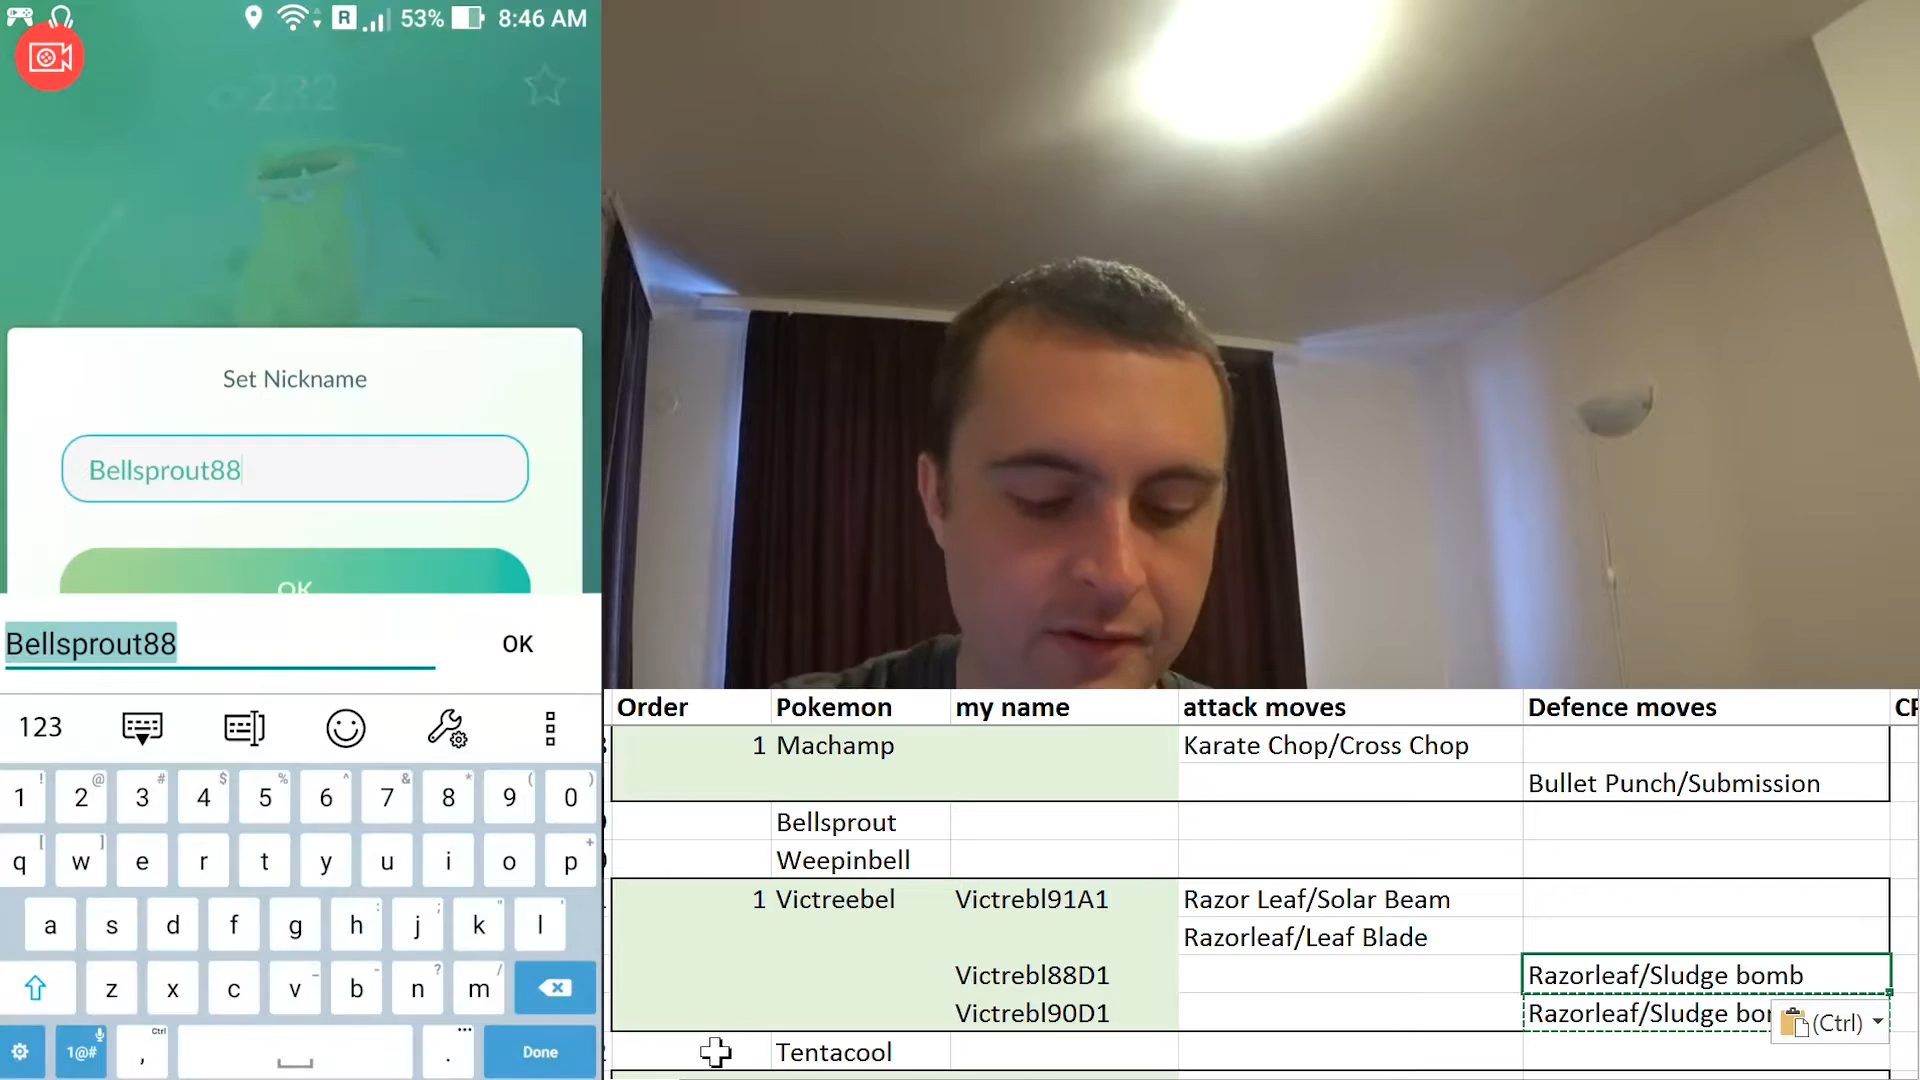 R 53% 8:46 AM
232
Set Nickname
Bellsprout88
OK
Bellsprout88 OK
123
! @ # $ % ^ & * ( )
1 2 3 4 5 6 7 8 9 0
[ ] +
q w e r t y u i o p
: ; " '
a s d f g h j k l
_ - ? /
z x c v b n m
Ctrl ...
1@# , . Done
Order Pokemon my name attack moves Defence moves
1 Machamp Karate Chop/Cross Chop
Bullet Punch/Submission
Bellsprout
Weepinbell
1 Victreebel Victrebl91A1 Razor Leaf/Solar Beam
Razorleaf/Leaf Blade
Victrebl88D1 Razorleaf/Sludge bomb
Victrebl90D1 Razorleaf/Sludge
(Ctrl)
Tentacool